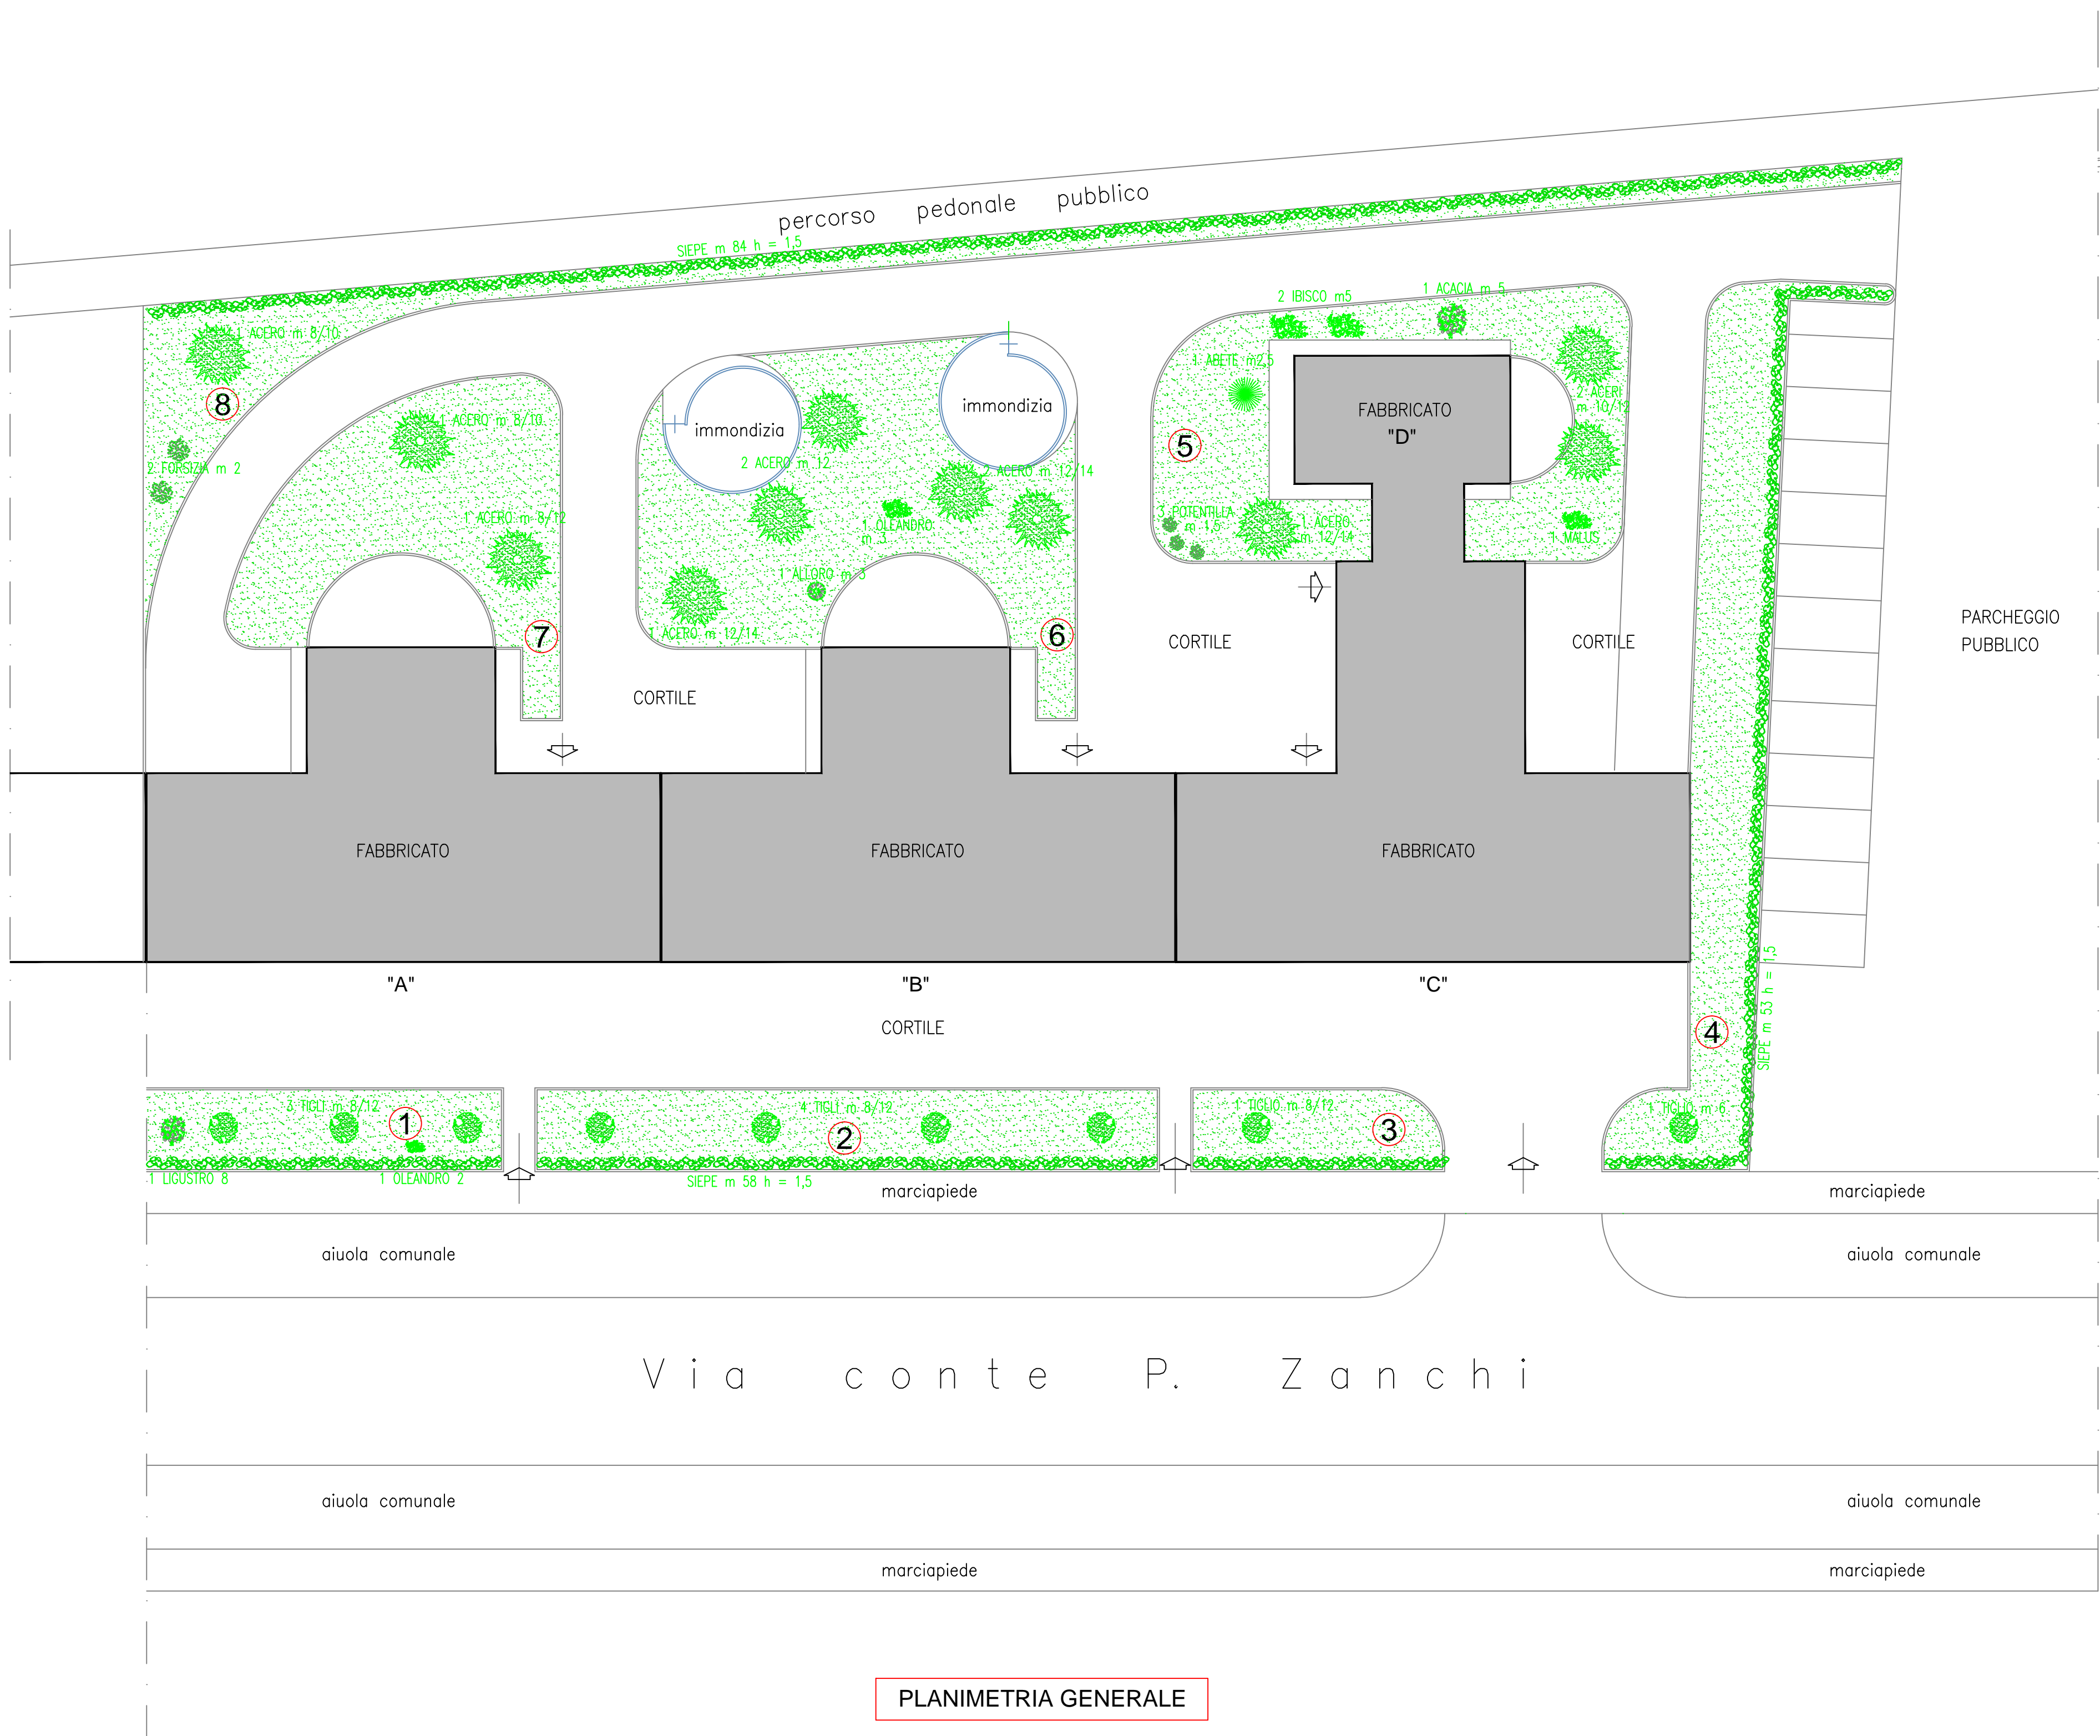 percorso pedonale pubblico
SIEPE m 84 h = 1,5
2 IBISCO m5
1 ACACIA m 5
1 ACERO m 8/10
8
1 ACERO m 8/10
immondizia
immondizia
1 ABETE m2,5
2 ACERI
m 10/12
FABBRICATO
"D"
5
2 FORSIZIA m 2
2 ACERO m 12
2 ACERO m 12/14
1 ACERO m 8/12
1 OLEANDRO
m 3
3 POTENTILLA
m 1,5
1 ACERO
m 12/14
1 MALUS
1 ALLORO m 3
1 ACERO m 12/14
7
6
CORTILE
CORTILE
CORTILE
PARCHEGGIO
PUBBLICO
FABBRICATO
FABBRICATO
FABBRICATO
"A"
"B"
"C"
CORTILE
4
SIEPE m 53 h = 1,5
3 TIGLI m 8/12
1
4 TIGLI m 8/12
2
1 TIGLIO m 8/12
3
1 TIGLIO m 6
1 LIGUSTRO 8
1 OLEANDRO 2
SIEPE m 58 h = 1,5
marciapiede
marciapiede
aiuola comunale
aiuola comunale
Via conte P. Zanchi
aiuola comunale
aiuola comunale
marciapiede
marciapiede
PLANIMETRIA GENERALE